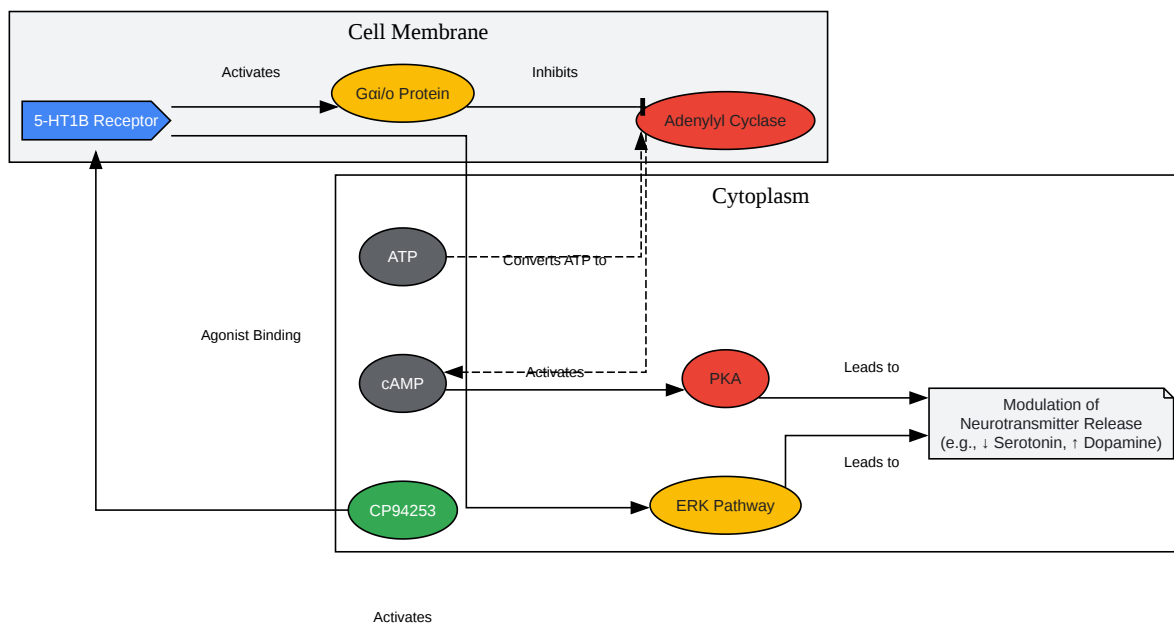 Cell Membrane
Activates
Inhibits
Gαi/o Protein
5-HT1B Receptor
Adenylyl Cyclase
Cytoplasm
ATP
Converts ATP to
Agonist Binding
cAMP
Activates
PKA
Leads to
Modulation of
Neurotransmitter Release
(e.g., ↓ Serotonin, ↑ Dopamine)
Leads to
CP94253
ERK Pathway
Activates